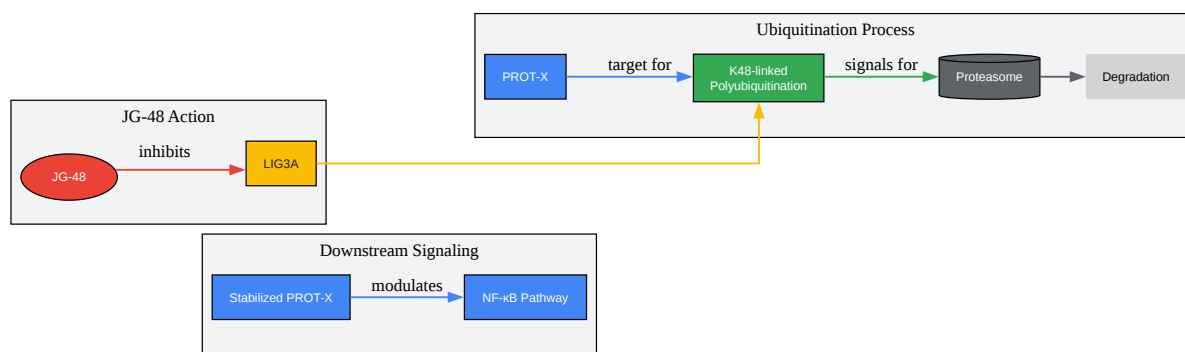 Ubiquitination Process
PROT-X
target for
K48-linked
Polyubiquitination
signals for
Proteasome
Degradation
JG-48 Action
JG-48
inhibits
LIG3A
Downstream Signaling
Stabilized PROT-X
modulates
NF-κB Pathway